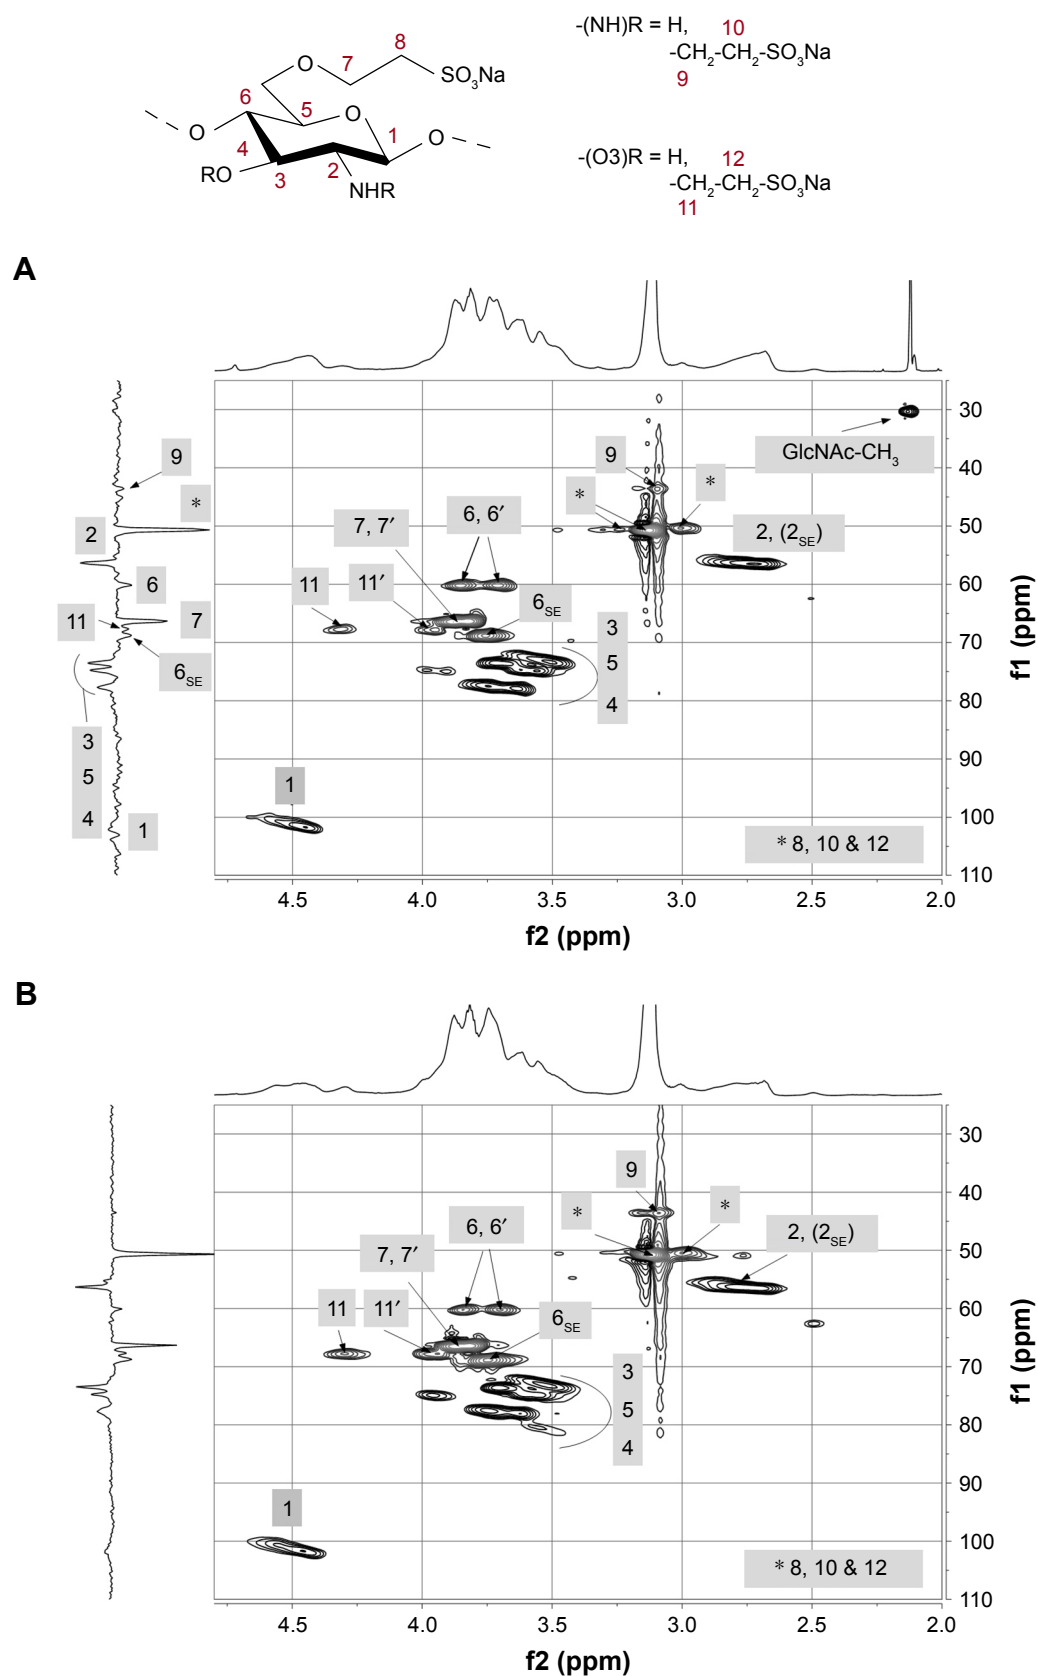 -(NH)R = H,
10
-CH2-CH2-SO3Na
9
8
O
7
SO3Na
6
5
O
O
4
1
O
RO
3
2
NHR
-(O3)R = H,
12
-CH2-CH2-SO3Na
11
A
9
*
2
6
11
7
6SE
3
5
4
1
GlcNAc-CH3
9
*
*
6, 6′
7, 7′
2, (2SE)
11
11′
6SE
3
5
4
1
* 8, 10 & 12
30
40
50
60
70
80
90
100
110
f1 (ppm)
4.5
4.0
3.5
3.0
2.5
2.0
f2 (ppm)
B
9
*
*
6, 6′
7, 7′
2, (2SE)
11
11′
6SE
3
5
4
1
* 8, 10 & 12
30
40
50
60
70
80
90
100
110
f1 (ppm)
4.5
4.0
3.5
3.0
2.5
2.0
f2 (ppm)